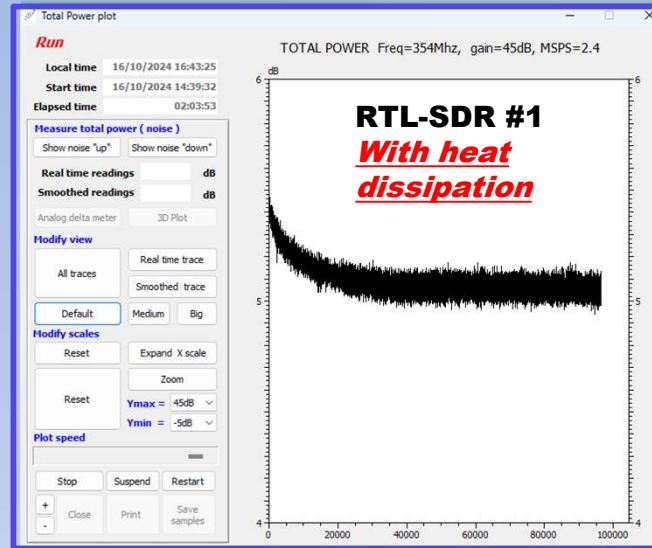 Total Power plot
Run
Local time 16/10/2024 16:43:25
Start time 16/10/2024 14:39:32
Elapsed time 02:03:53
Measure total power ( noise )
Show noise "up" Show noise "down"
Real time readings dB
Smoothed readings dB
Analog delta meter 3D Plot
Modify view
All traces Real time trace
Smoothed trace
Default Medium Big
Modify scales
Reset Expand X scale
Zoom
Reset Ymax = 45dB
Ymin = -5dB
Plot speed
Stop Suspend Restart
+ Close Print Save samples
-
TOTAL POWER Freq=354Mhz, gain=45dB, MSPS=2.4
dB
6 6
RTL-SDR #1
With heat
dissipation
5 5
4 4
0 20000 40000 60000 80000 100000